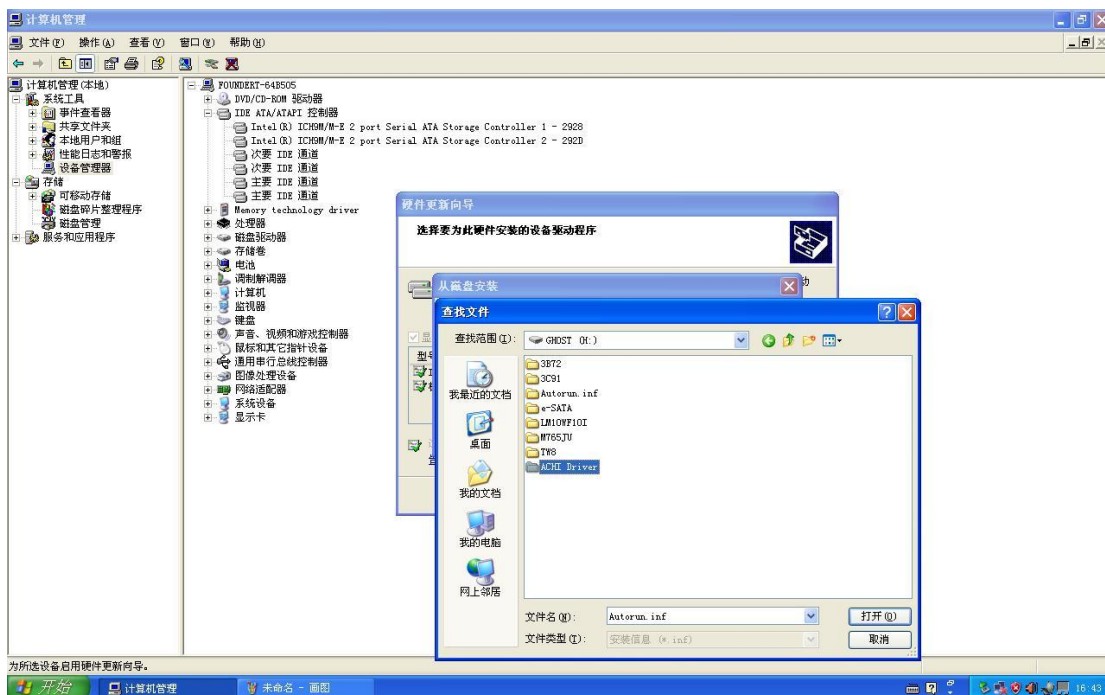 计算机管理
文件(F) 操作(A) 查看(V) 窗口(W) 帮助(H)
计算机管理(本地)
系统工具
事件查看器
共享文件夹
本地用户和组
性能日志和警报
设备管理器
存储
可移动存储
磁盘碎片整理程序
磁盘管理
服务和应用程序
FOUNDERT-64B505
DVD/CD-ROM 驱动器
IDE ATA/ATAPI 控制器
Intel(R) ICH9M/M-E 2 port Serial ATA Storage Controller 1 - 2928
Intel(R) ICH9M/M-E 2 port Serial ATA Storage Controller 2 - 292D
次要 IDE 通道
次要 IDE 通道
主要 IDE 通道
主要 IDE 通道
Memory technology driver
处理器
磁盘驱动器
存储卷
电池
调制解调器
计算机
监视器
键盘
声音、视频和游戏控制器
鼠标和其它指针设备
通用串行总线控制器
图像处理设备
网络适配器
系统设备
显示卡
硬件更新向导
选择要为此硬件安装的设备驱动程序
动
显
型号
从磁盘安装
查找文件
查找范围(I): GHOST (H:)
3B72
3C91
Autorun.inf
e-SATA
LM10WF10I
M765JU
TW8
ACHI Driver
我最近的文档
桌面
我的文档
我的电脑
网上邻居
文件名(N): Autorun.inf 打开(O)
文件类型(T): 安装信息 (*.inf) 取消
为所选设备启用硬件更新向导。
开始 计算机管理 未命名 - 画图 16:43